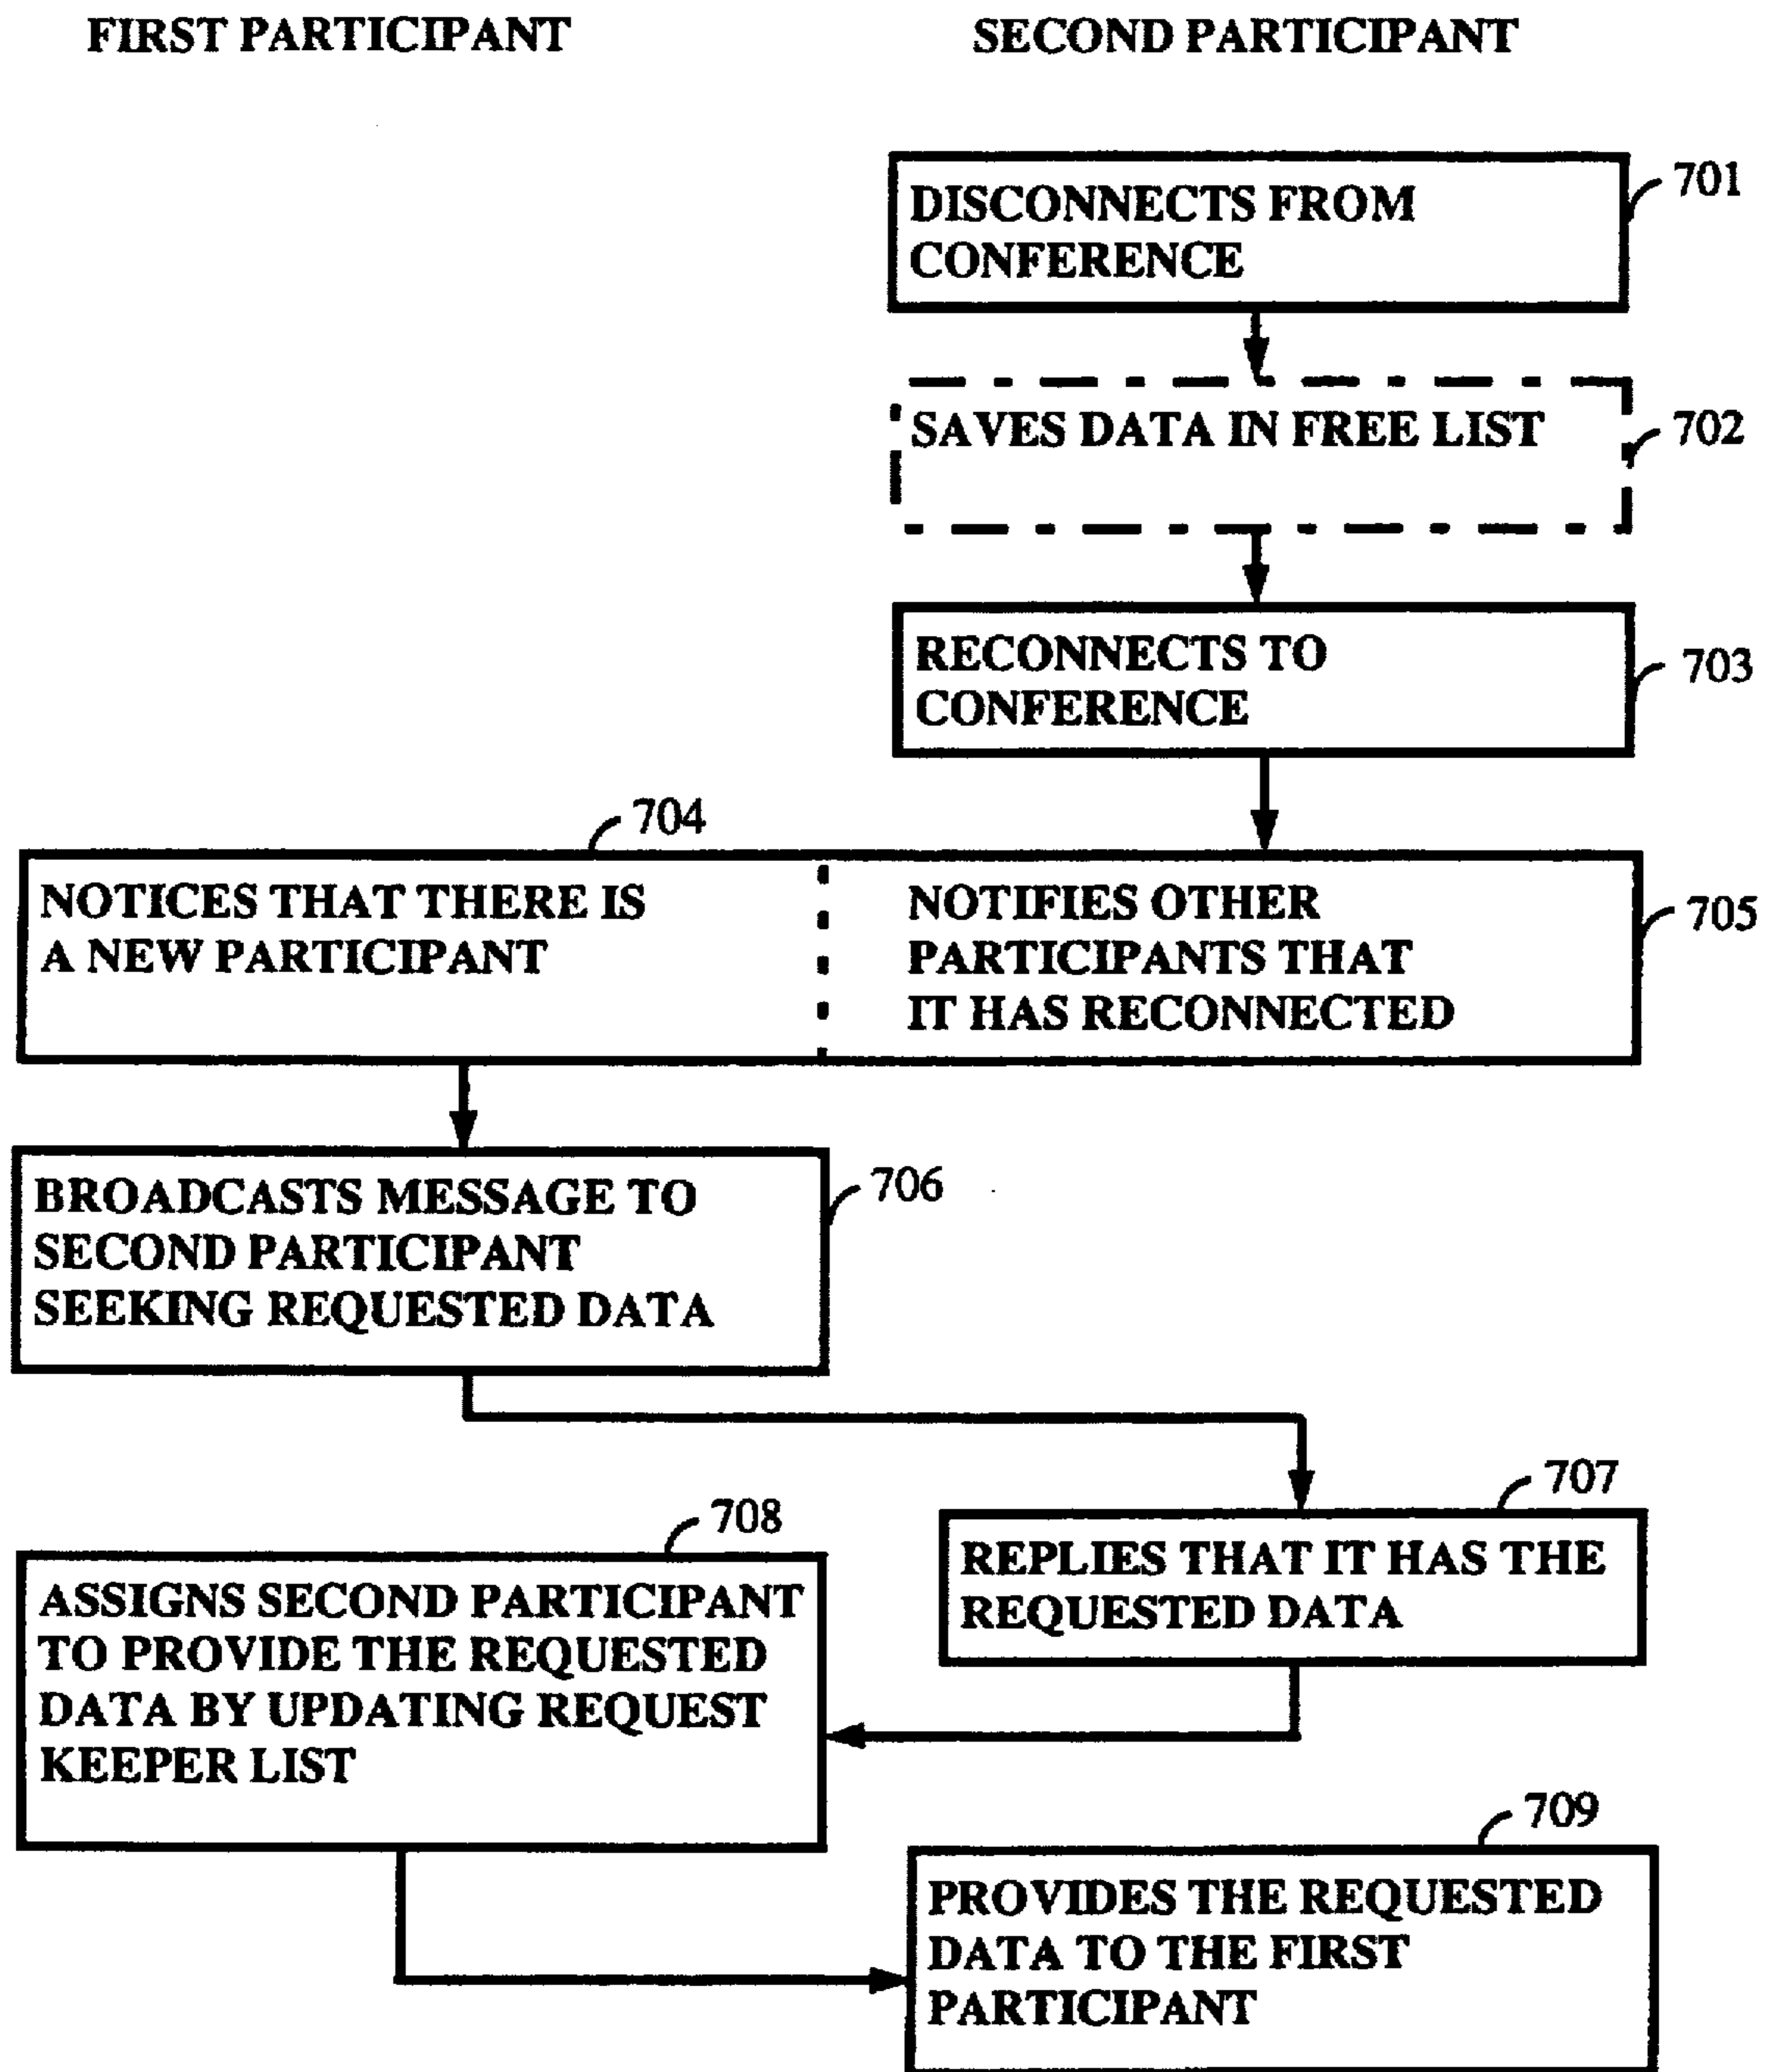 FIRST PARTICIPANT
SECOND PARTICIPANT
701
DISCONNECTS FROM
CONFERENCE
702
SAVES DATA IN FREE LIST
703
RECONNECTS TO
CONFERENCE
704
NOTICES THAT THERE IS
A NEW PARTICIPANT
705
NOTIFIES OTHER
PARTICIPANTS THAT
IT HAS RECONNECTED
706
BROADCASTS MESSAGE TO
SECOND PARTICIPANT
SEEKING REQUESTED DATA
707
REPLIES THAT IT HAS THE
REQUESTED DATA
708
ASSIGNS SECOND PARTICIPANT
TO PROVIDE THE REQUESTED
DATA BY UPDATING REQUEST
KEEPER LIST
709
PROVIDES THE REQUESTED
DATA TO THE FIRST
PARTICIPANT